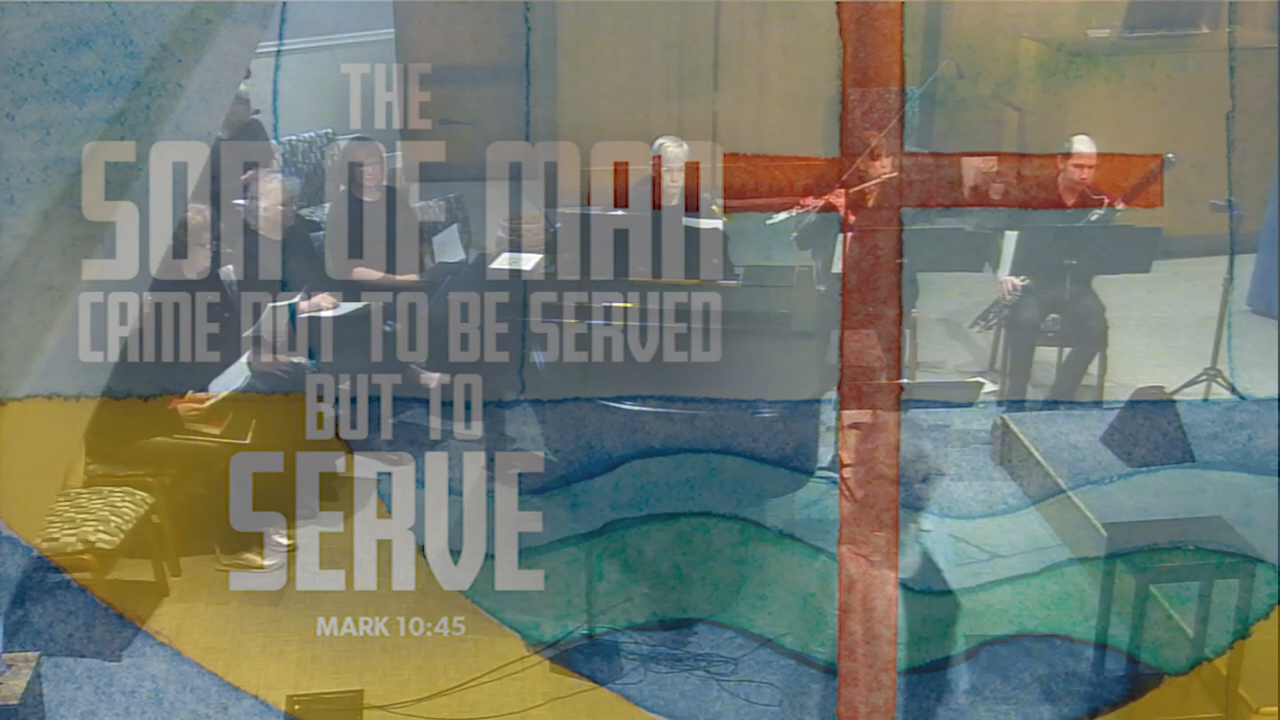 THE
SON OF MAN
CAME NOT TO BE SERVED
BUT TO
SERVE
MARK 10:45